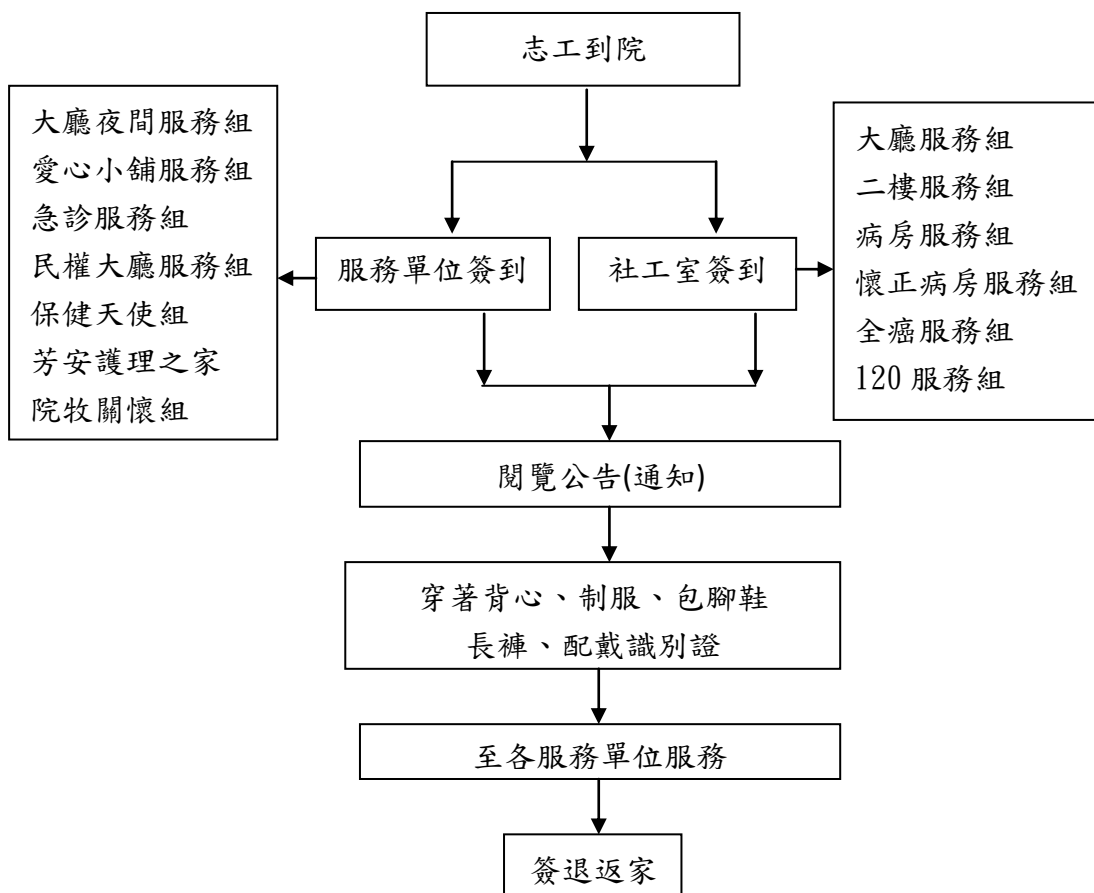 志工到院
大廳夜間服務組
愛心小舖服務組
急診服務組
民權大廳服務組
保健天使組
芳安護理之家
院牧關懷組
服務單位簽到
社工室簽到
大廳服務組
二樓服務組
病房服務組
懷正病房服務組
全癌服務組
120 服務組
閱覽公告(通知)
穿著背心、制服、包腳鞋
長褲、配戴識別證
至各服務單位服務
簽退返家